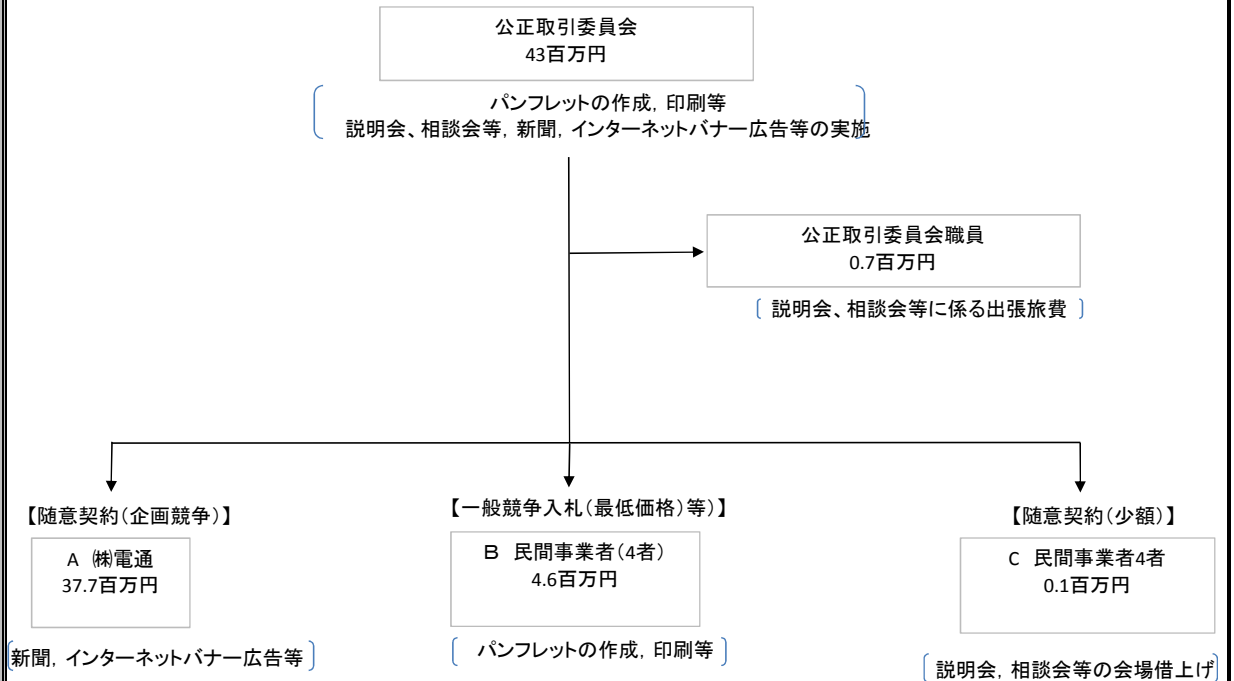 公正取引委員会
43百万円
パンフレットの作成，印刷等
説明会、相談会等，新聞，インターネットバナー広告等の実施
公正取引委員会職員
0.7百万円
説明会、相談会等に係る出張旅費
【随意契約（企画競争）】
A ㈱電通
37.7百万円
新聞，インターネットバナー広告等
【一般競争入札（最低価格）等）】
B 民間事業者（4者）
4.6百万円
パンフレットの作成，印刷等
【随意契約（少額）】
C 民間事業者4者
0.1百万円
説明会，相談会等の会場借上げ